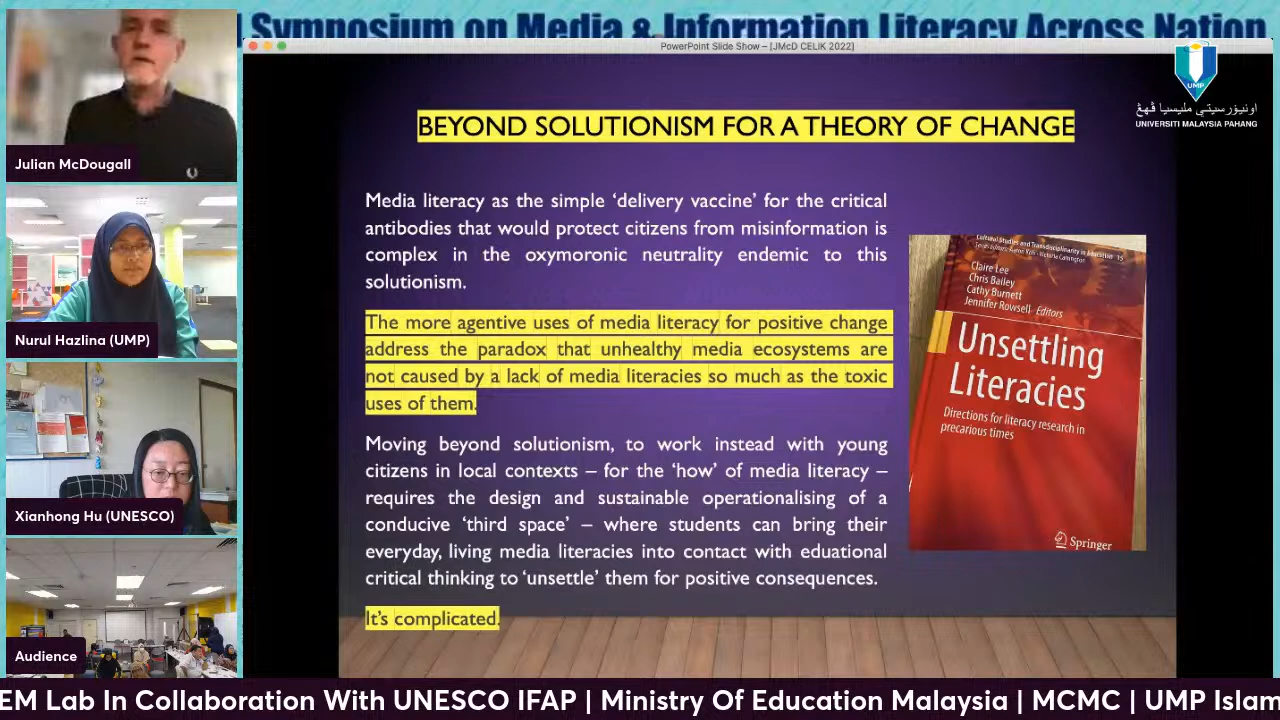 Symposium on Media & Information Literacy Across Nation
PowerPoint Slide Show – [JMcD CELIK 2022]
UMP
اونيۏرسيتي مليسيا ڤهڠ
UNIVERSITI MALAYSIA PAHANG
Julian McDougall
Nurul Hazlina (UMP)
Xianhong Hu (UNESCO)
Audience
BEYOND SOLUTIONISM FOR A THEORY OF CHANGE
Media literacy as the simple ‘delivery vaccine’ for the critical
antibodies that would protect citizens from misinformation is
complex in the oxymoronic neutrality endemic to this
solutionism.
The more agentive uses of media literacy for positive change
address the paradox that unhealthy media ecosystems are
not caused by a lack of media literacies so much as the toxic
uses of them.
Moving beyond solutionism, to work instead with young
citizens in local contexts – for the ‘how’ of media literacy –
requires the design and sustainable operationalising of a
conducive ‘third space’ – where students can bring their
everyday, living media literacies into contact with eduational
critical thinking to ‘unsettle’ them for positive consequences.
It’s complicated.
Cultural Studies and Transdisciplinarity in Education 15
Claire Lee
Chris Bailey
Cathy Burnett
Jennifer Rowsell Editors
Unsettling
Literacies
Directions for literacy research in
precarious times
Springer
EM Lab In Collaboration With UNESCO IFAP | Ministry Of Education Malaysia | MCMC | UMP Islam